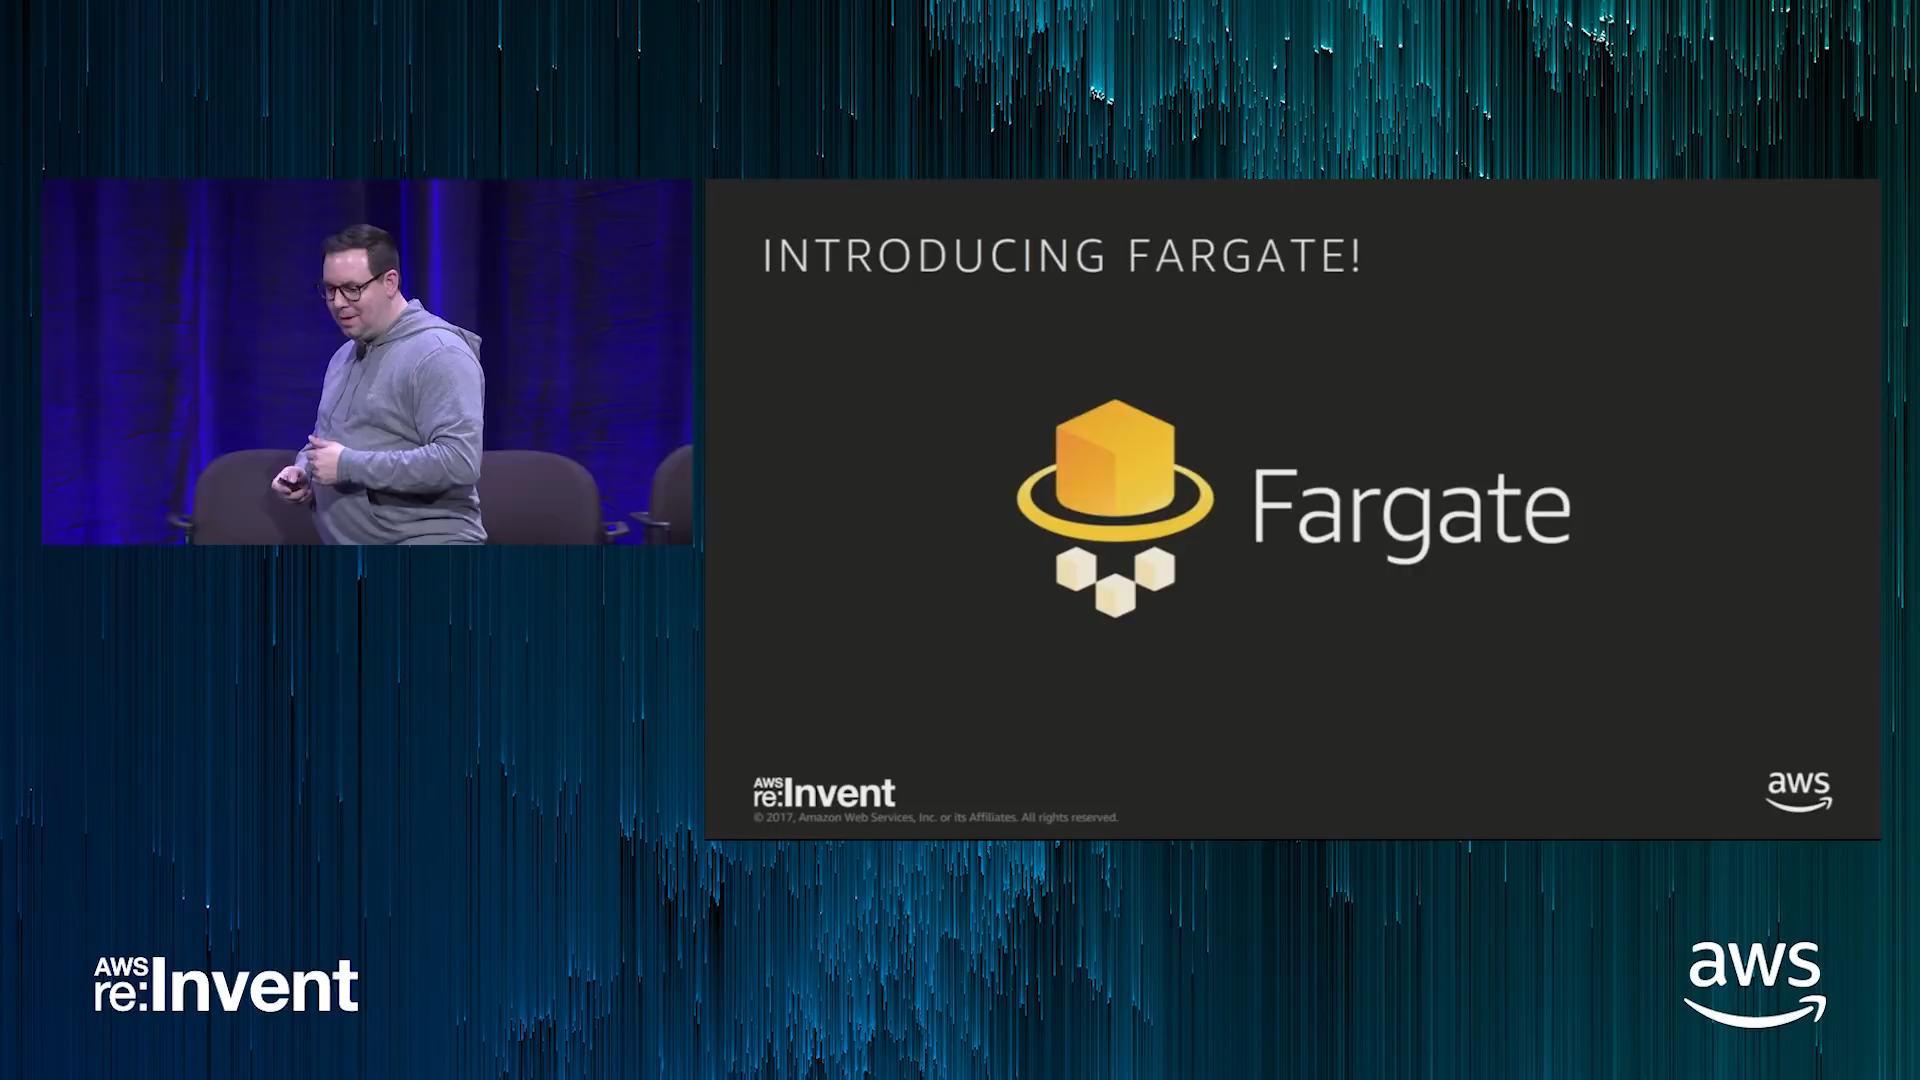 INTRODUCING FARGATE!
Fargate
AWS
re:Invent
© 2017, Amazon Web Services, Inc. or its Affiliates. All rights reserved.
aws
AWS
re:Invent
aws